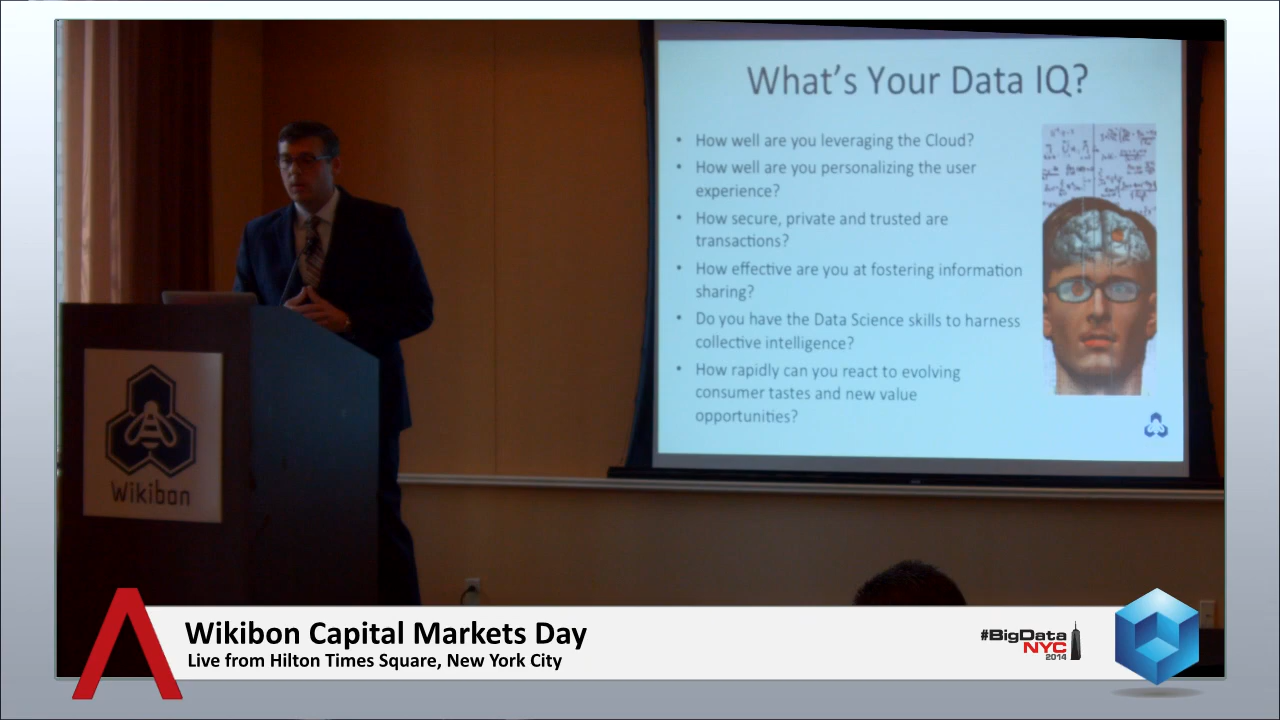 What's Your Data IQ?
• How well are you leveraging the Cloud?
• How well are you personalizing the user
experience?
• How secure, private and trusted are
transactions?
• How effective are you at fostering information
sharing?
• Do you have the Data Science skills to harness
collective intelligence?
• How rapidly can you react to evolving
consumer tastes and new value
opportunities?
Wikibon
Wikibon Capital Markets Day
Live from Hilton Times Square, New York City
#BigData
NYC
2014